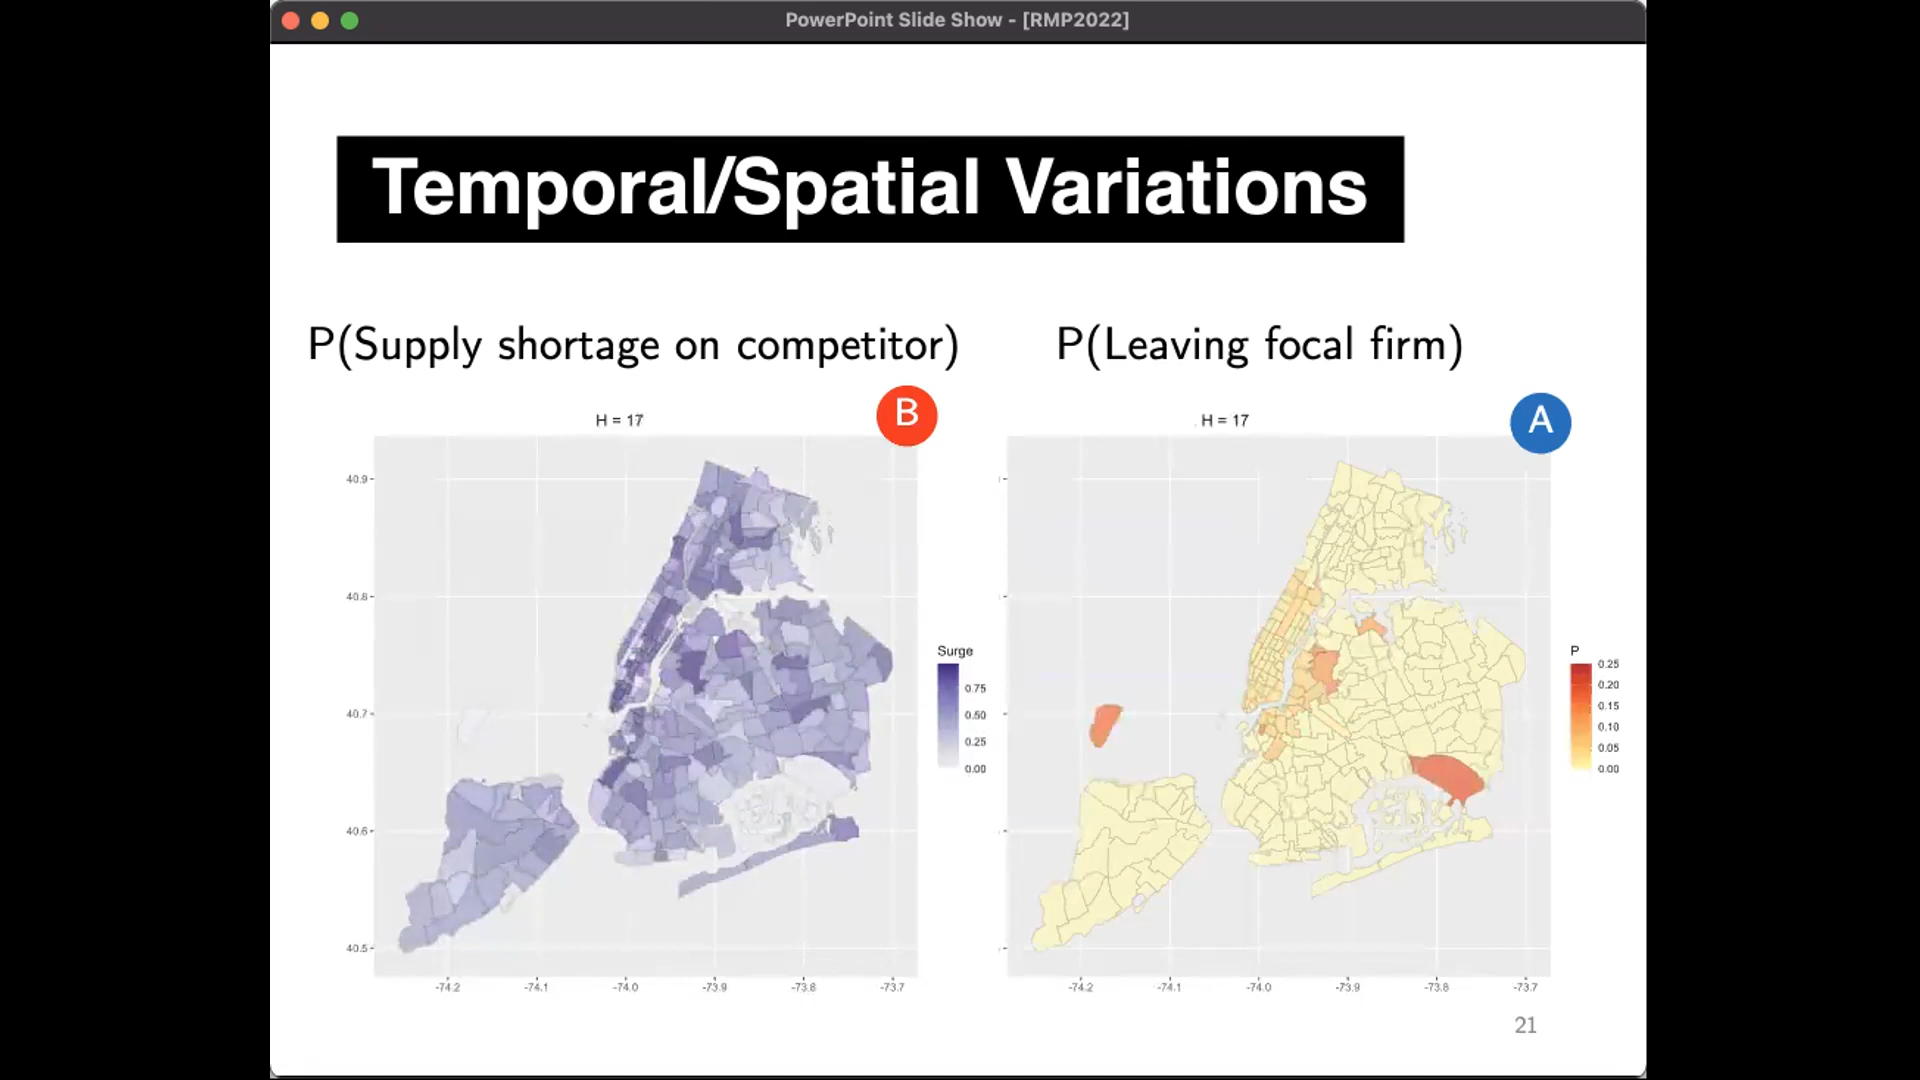 PowerPoint Slide Show - [RMP2022]
Temporal/Spatial Variations
P(Supply shortage on competitor)
P(Leaving focal firm)
B
A
H = 17
H = 17
40.9
40.8
40.7
40.6
40.5
-74.2
-74.1
-74.0
-73.9
-73.8
-73.7
Surge
0.75
0.50
0.25
0.00
-74.2
-74.1
-74.0
-73.9
-73.8
-73.7
P
0.25
0.20
0.15
0.10
0.05
0.00
21